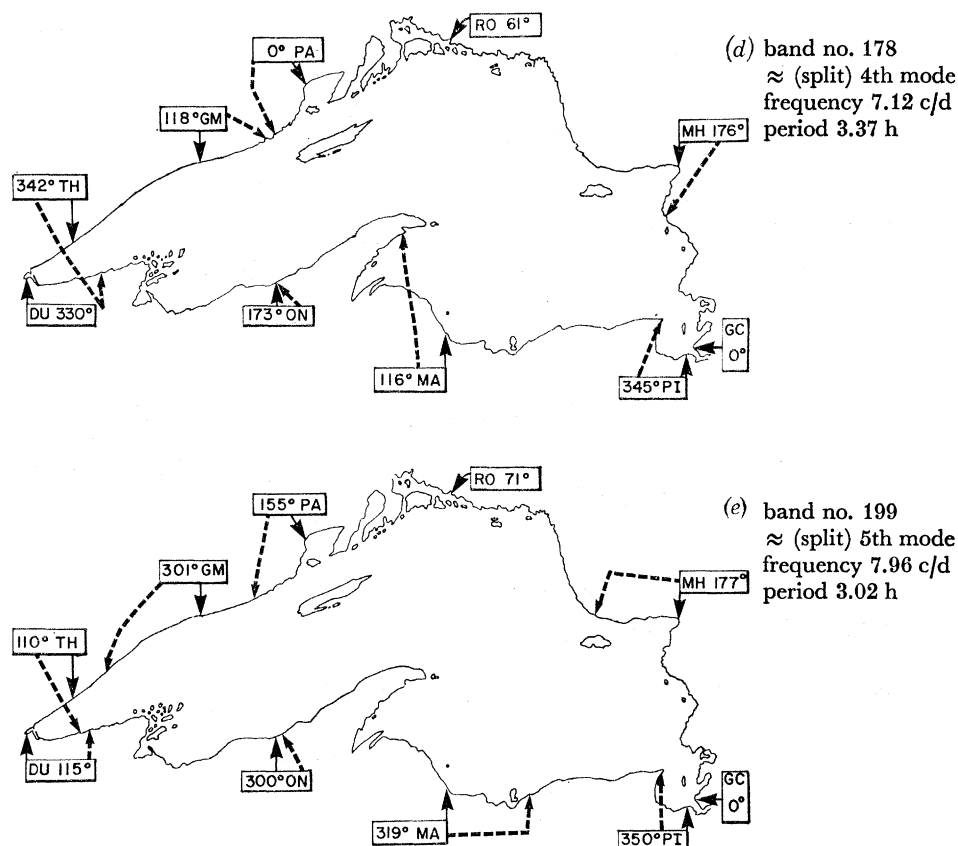 RO 61°
0° PA
118° GM
342° TH
DU 330°
173° ON
116° MA
MH 176°
345° PI
GC
0°
(d) band no. 178
≈ (split) 4th mode
frequency 7.12 c/d
period 3.37 h
RO 71°
155° PA
301° GM
110° TH
DU 115°
300° ON
319° MA
MH 177°
350° PI
GC
0°
(e) band no. 199
≈ (split) 5th mode
frequency 7.96 c/d
period 3.02 h